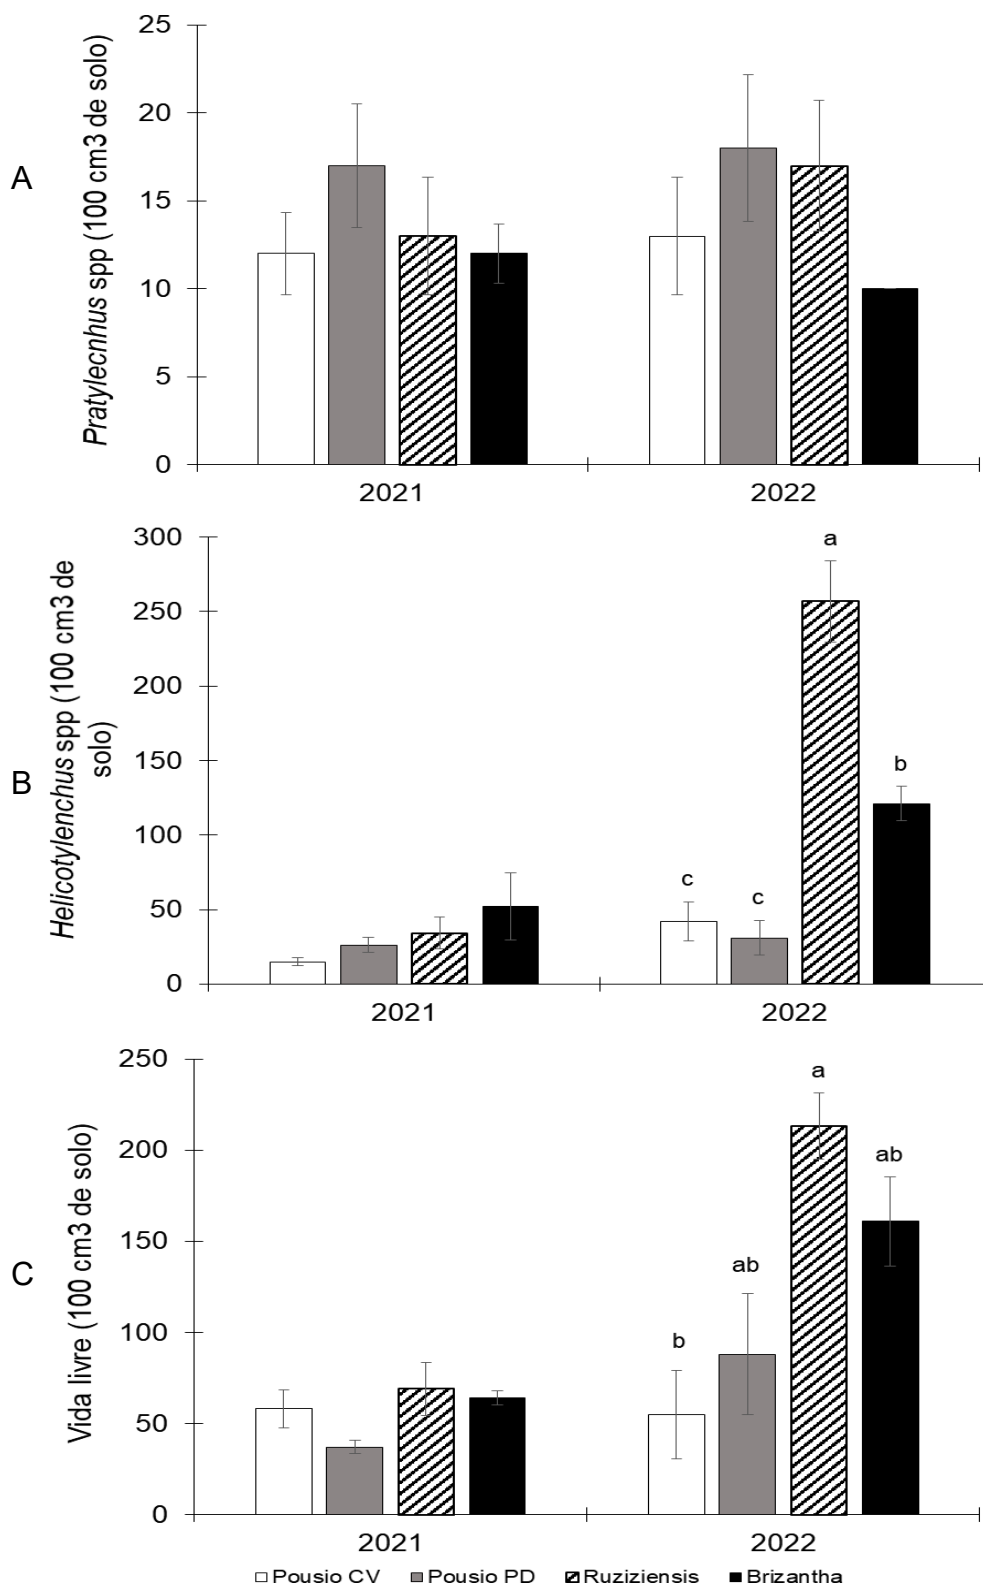 A
Pratylecnhus spp (100 cm3 de solo)
25
20
15
10
5
0
2021
2022
B
Helicotylenchus spp (100 cm3 de
solo)
300
250
200
150
100
50
0
a
b
c
c
2021
2022
C
Vida livre (100 cm3 de solo)
250
200
150
100
50
0
a
ab
ab
b
2021
2022
Pousio CV
Pousio PD
Ruziziensis
Brizantha